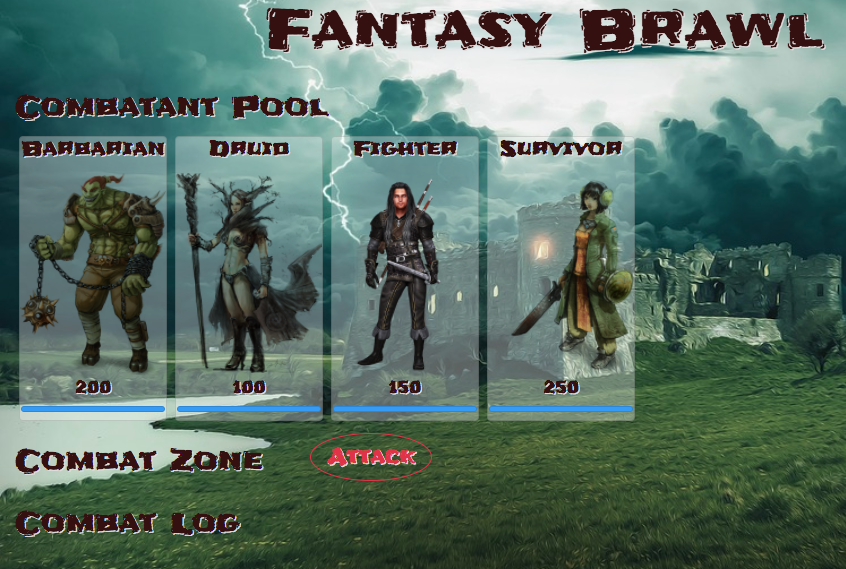 Fantasy Brawl
Combatant Pool
Barbarian Druid Fighter Survivor
200 100 150 250
Combat Zone Attack
Combat Log